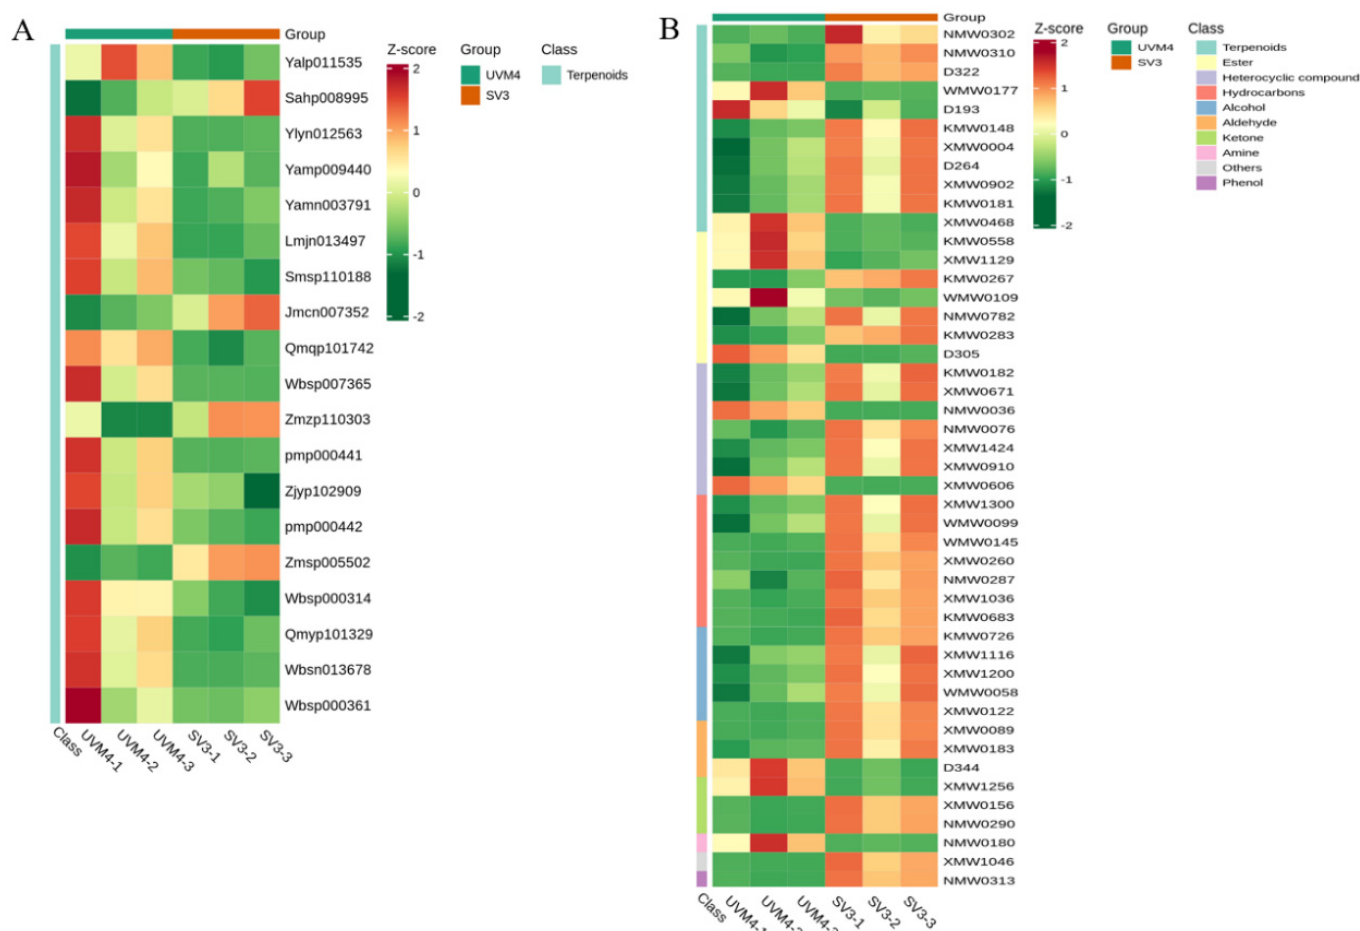 A
Group
Yalp011535
Sahp008995
Ylyn012563
Yamp009440
Yamn003791
Lmjn013497
Smsp110188
Jmcn007352
Qmqp101742
Wbsp007365
Zmzp110303
pmp000441
Zjyp102909
pmp000442
Zmsp005502
Wbsp000314
Qmyp101329
Wbsn013678
Wbsp000361
Class
UVM4-1
UVM4-2
UVM4-3
SV3-1
SV3-2
SV3-3
Z-score
2
1
0
-1
-2
Group
UVM4
SV3
Class
Terpenoids
B
Group
NMW0302
NMW0310
D322
WMW0177
D193
KMW0148
XMW0004
D264
XMW0902
KMW0181
XMW0468
KMW0558
XMW1129
KMW0267
WMW0109
NMW0782
KMW0283
D305
KMW0182
XMW0671
NMW0036
NMW0076
XMW1424
XMW0910
XMW0606
XMW1300
WMW0099
WMW0145
XMW0260
NMW0287
XMW1036
KMW0683
KMW0726
XMW1116
XMW1200
WMW0058
XMW0122
XMW0089
XMW0183
D344
XMW1256
XMW0156
NMW0290
NMW0180
XMW1046
NMW0313
Class
UVM4-1
UVM4-2
UVM4-3
SV3-1
SV3-2
SV3-3
Z-score
2
1
0
-1
-2
Group
UVM4
SV3
Class
Terpenoids
Ester
Heterocyclic compound
Hydrocarbons
Alcohol
Aldehyde
Ketone
Amine
Others
Phenol